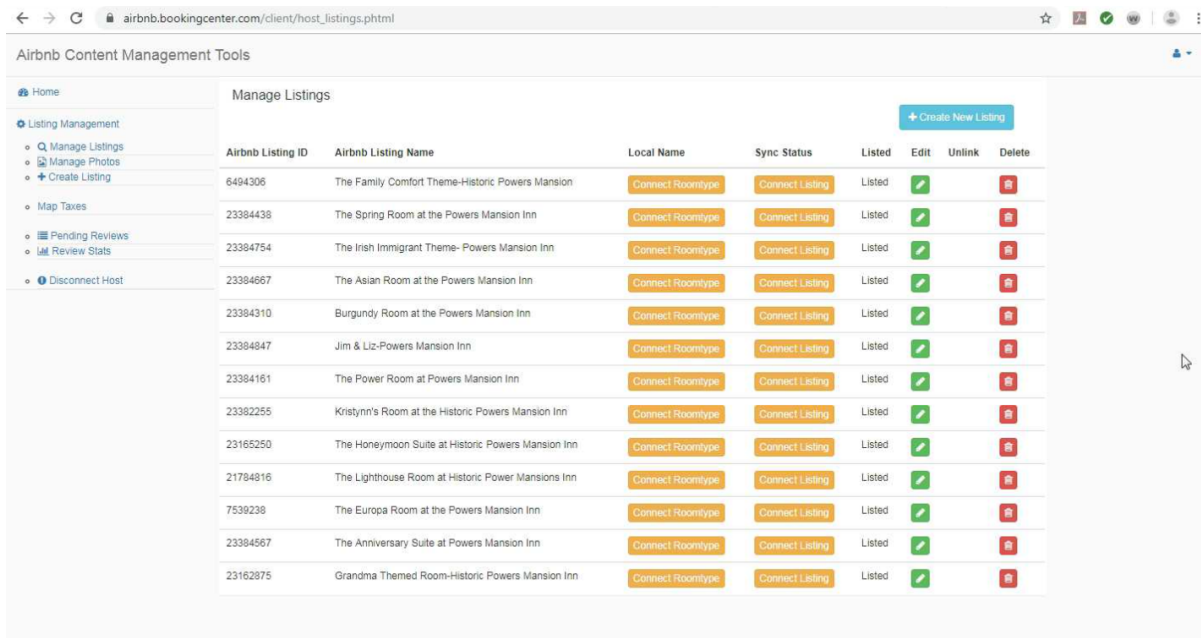 airbnb.bookingcenter.com/client/host_listings.phtml
Airbnb Content Management Tools
Home
Listing Management
Manage Listings
Manage Photos
Create Listing
Map Taxes
Pending Reviews
Review Stats
Disconnect Host
Manage Listings
Create New Listing
Airbnb Listing ID Airbnb Listing Name Local Name Sync Status Listed Edit Unlink Delete
6494306 The Family Comfort Theme-Historic Powers Mansion Connect Roomtype Connect Listing Listed
23384438 The Spring Room at the Powers Mansion Inn Connect Roomtype Connect Listing Listed
23384754 The Irish Immigrant Theme- Powers Mansion Inn Connect Roomtype Connect Listing Listed
23384667 The Asian Room at the Powers Mansion Inn Connect Roomtype Connect Listing Listed
23384310 Burgundy Room at the Powers Mansion Inn Connect Roomtype Connect Listing Listed
23384847 Jim & Liz-Powers Mansion Inn Connect Roomtype Connect Listing Listed
23384161 The Power Room at Powers Mansion Inn Connect Roomtype Connect Listing Listed
23382255 Kristynn's Room at the Historic Powers Mansion Inn Connect Roomtype Connect Listing Listed
23165250 The Honeymoon Suite at Historic Powers Mansion Inn Connect Roomtype Connect Listing Listed
21784816 The Lighthouse Room at Historic Power Mansions Inn Connect Roomtype Connect Listing Listed
7539238 The Europa Room at the Powers Mansion Inn Connect Roomtype Connect Listing Listed
23384567 The Anniversary Suite at Powers Mansion Inn Connect Roomtype Connect Listing Listed
23162875 Grandma Themed Room-Historic Powers Mansion Inn Connect Roomtype Connect Listing Listed